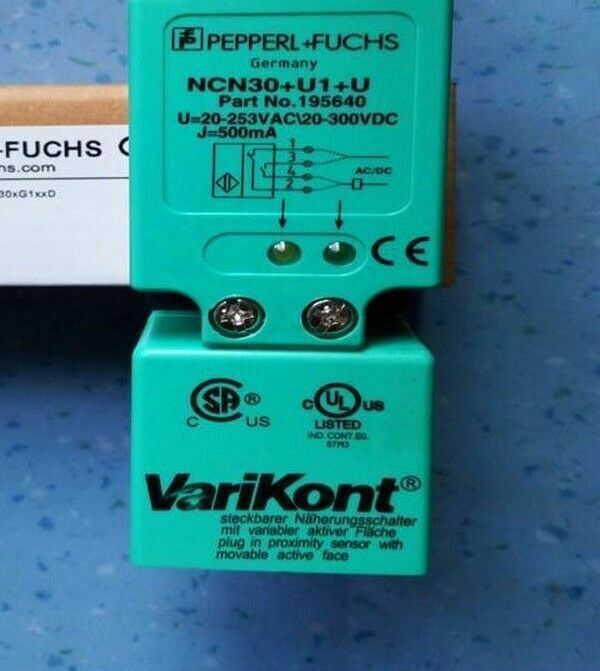 PEPPERL+FUCHS
Germany
NCN30+U1+U
Part No.195640
U=20-253VAC\20-300VDC
J=500mA
1
3
4
2
AC/DC
CE
-FUCHS
hs.com
30xG1xxD
SA ®
C US
C UL US
LISTED
IND. CONT.EQ.
57M3
VariKont®
steckbarer Näherungsschalter
mit variabler aktiver Fläche
plug in proximity sensor with
movable active face